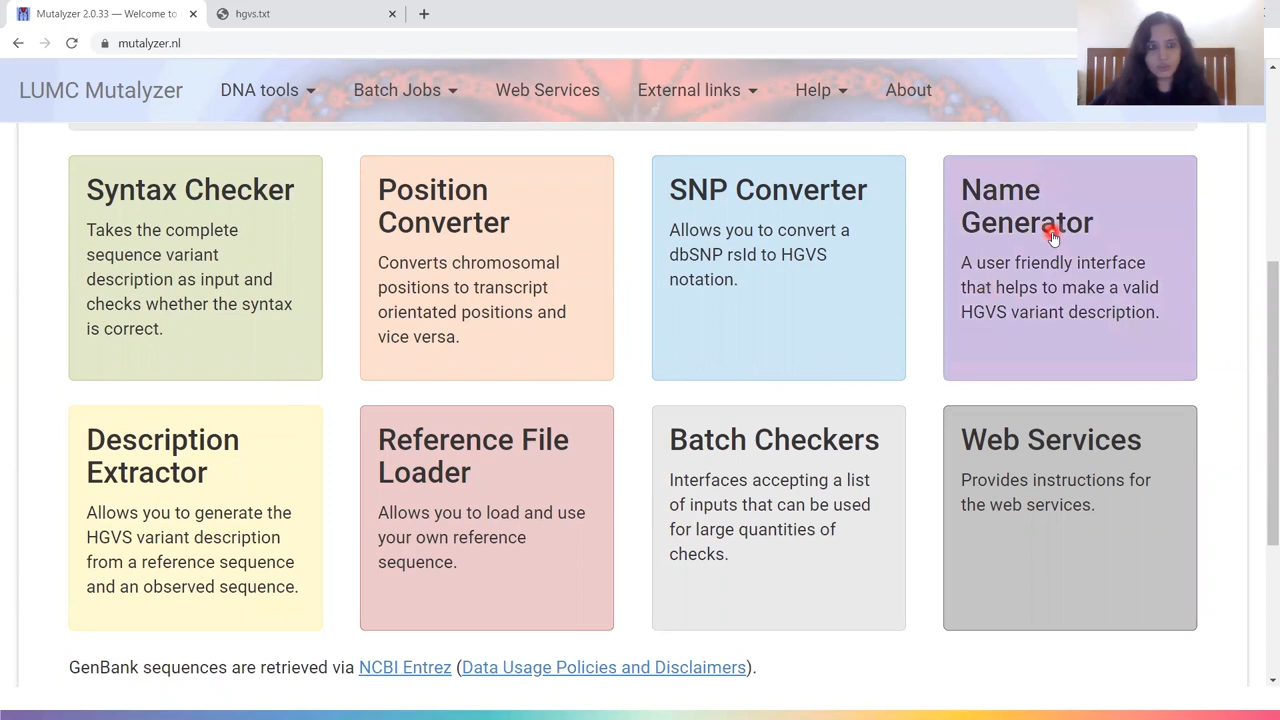 Mutalyzer 2.0.33 — Welcome to
hgvs.txt
mutalyzer.nl
LUMC Mutalyzer
DNA tools
Batch Jobs
Web Services
External links
Help
About
Syntax Checker
Takes the complete
sequence variant
description as input and
checks whether the syntax
is correct.
Position
Converter
Converts chromosomal
positions to transcript
orientated positions and
vice versa.
SNP Converter
Allows you to convert a
dbSNP rsId to HGVS
notation.
Name
Generator
A user friendly interface
that helps to make a valid
HGVS variant description.
Description
Extractor
Allows you to generate the
HGVS variant description
from a reference sequence
and an observed sequence.
Reference File
Loader
Allows you to load and use
your own reference
sequence.
Batch Checkers
Interfaces accepting a list
of inputs that can be used
for large quantities of
checks.
Web Services
Provides instructions for
the web services.
GenBank sequences are retrieved via NCBI Entrez (Data Usage Policies and Disclaimers).